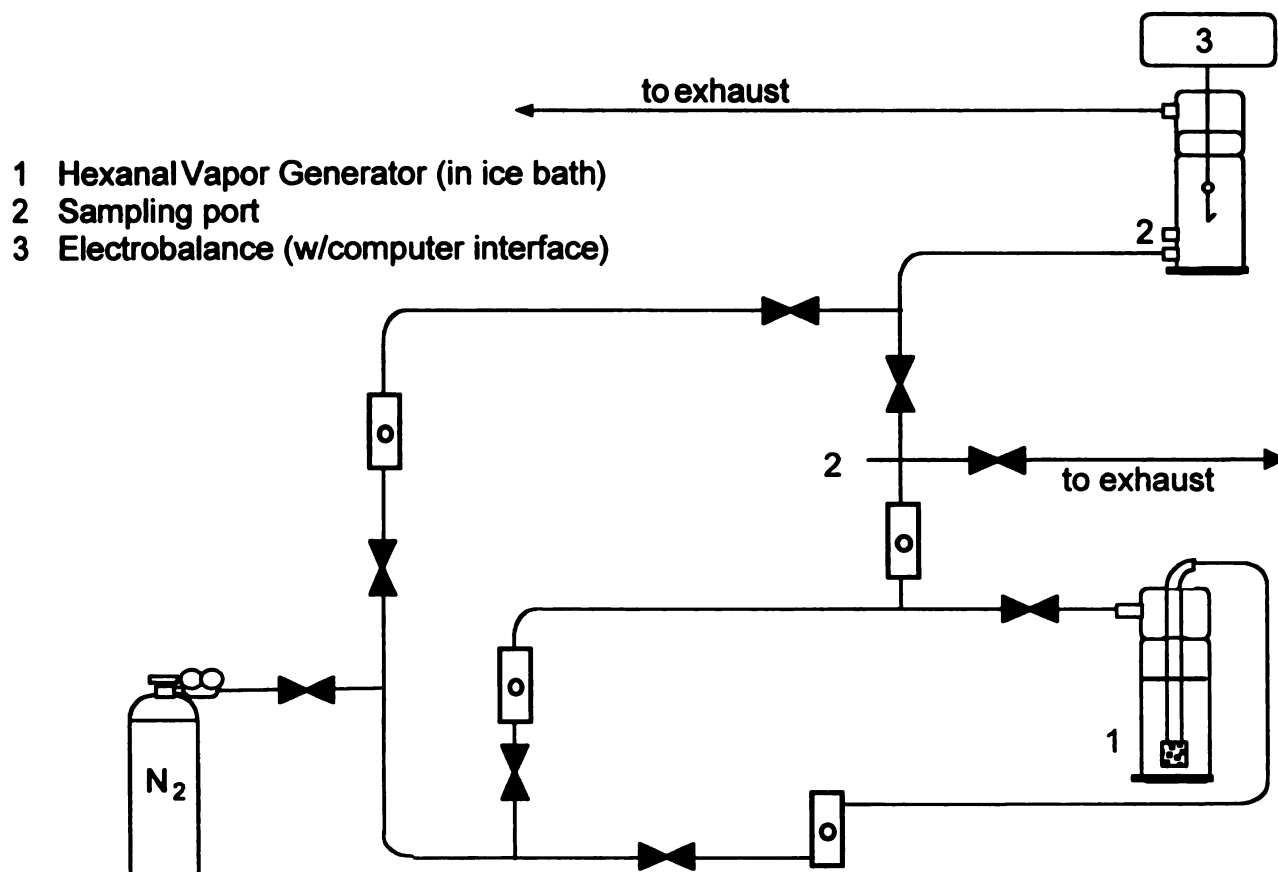 3
to exhaust
1 Hexanal Vapor Generator (in ice bath)
2 Sampling port
3 Electrobalance (w/computer interface)
2
2
to exhaust
1
N2